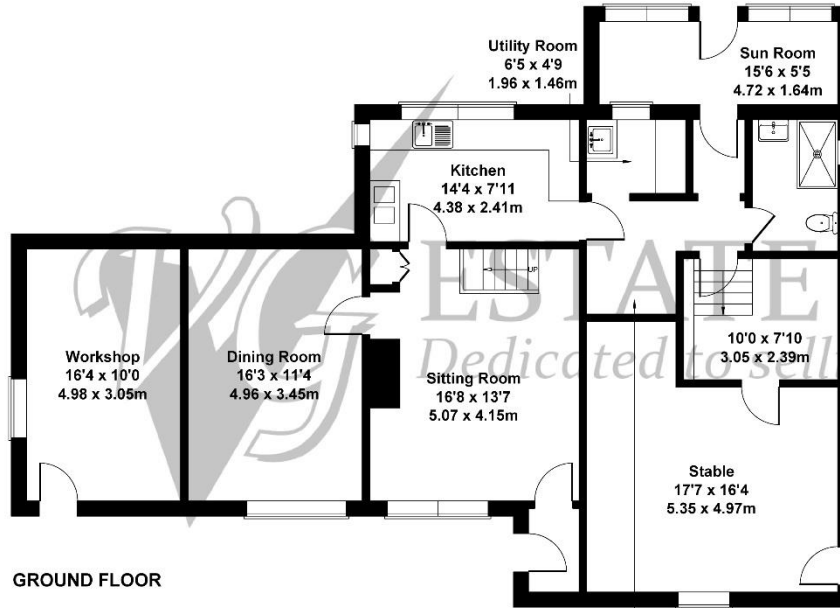 Utility Room
6'5 x 4'9
1.96 x 1.46m
Sun Room
15'6 x 5'5
4.72 x 1.64m
Kitchen
14'4 x 7'11
4.38 x 2.41m
VG ESTATE
Dedicated to sell
UP
Workshop
16'4 x 10'0
4.98 x 3.05m
Dining Room
16'3 x 11'4
4.96 x 3.45m
Sitting Room
16'8 x 13'7
5.07 x 4.15m
10'0 x 7'10
3.05 x 2.39m
Stable
17'7 x 16'4
5.35 x 4.97m
GROUND FLOOR